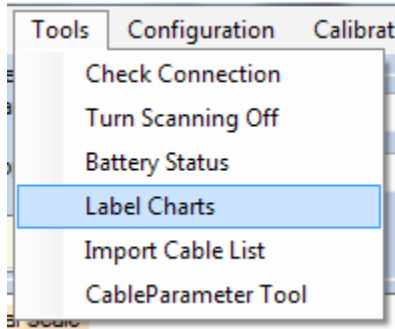 Tools Configuration Calibrat
Check Connection
Turn Scanning Off
Battery Status
Label Charts
Import Cable List
CableParameter Tool